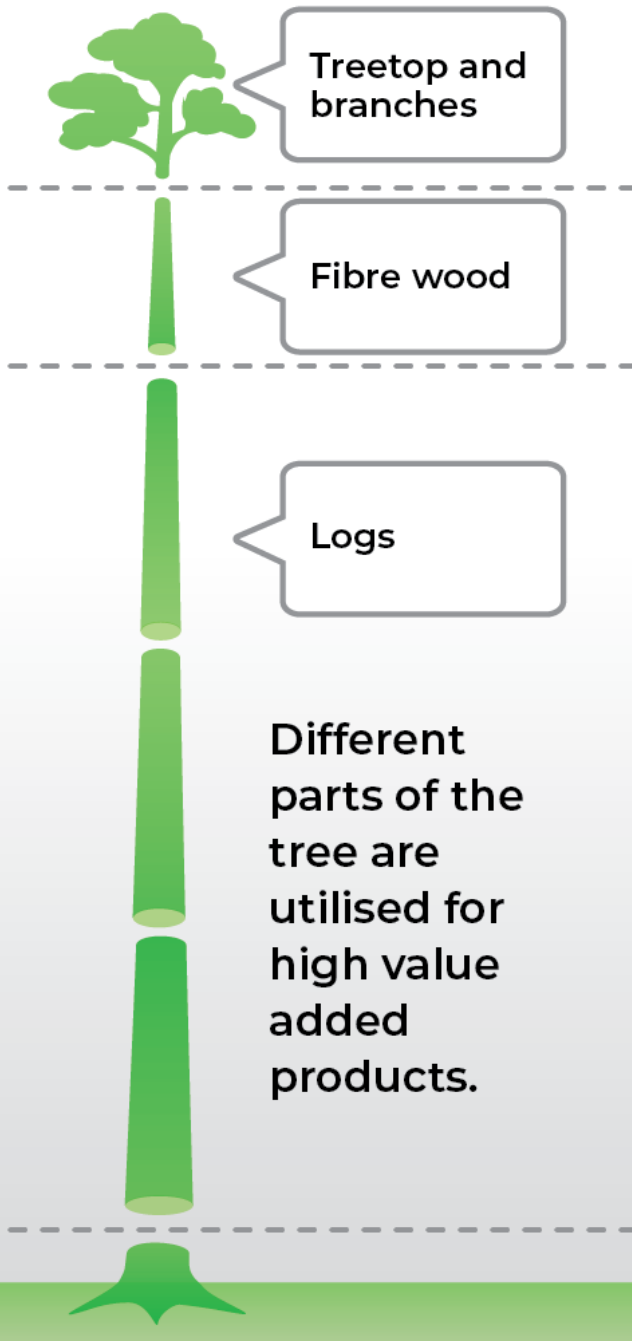 Treetop and
branches
Fibre wood
Logs
Different
parts of the
tree are
utilised for
high value
added
products.